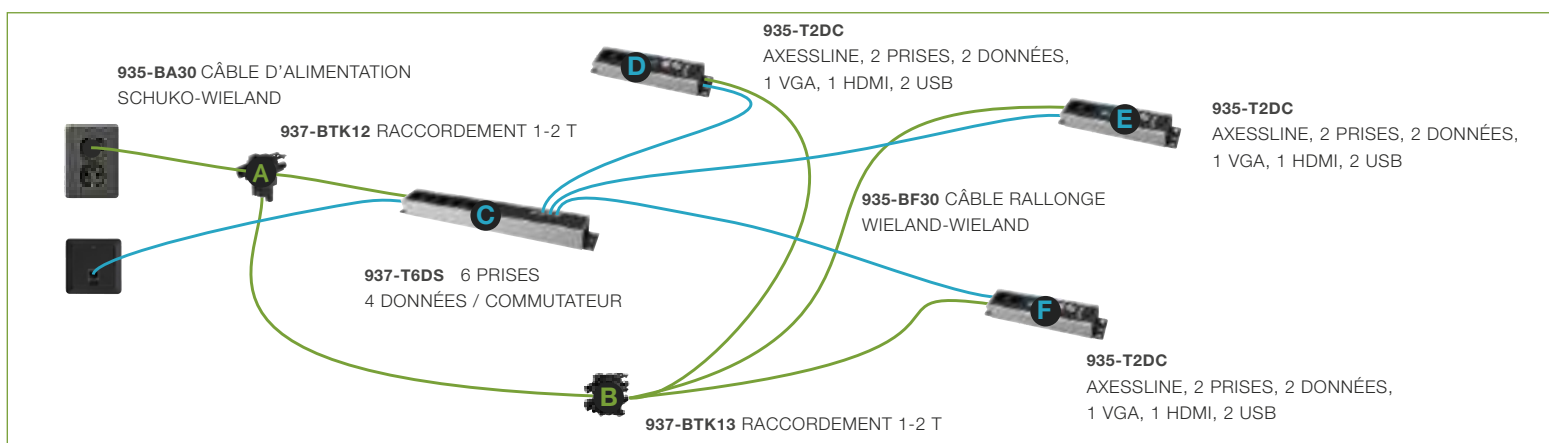 935-BA30 CÂBLE D'ALIMENTATION
SCHUKO-WIELAND
937-BTK12 RACCORDEMENT 1-2 T
A
C
937-T6DS 6 PRISES
4 DONNÉES / COMMUTATEUR
D
935-T2DC
AXESSLINE, 2 PRISES, 2 DONNÉES,
1 VGA, 1 HDMI, 2 USB
E
935-T2DC
AXESSLINE, 2 PRISES, 2 DONNÉES,
1 VGA, 1 HDMI, 2 USB
935-BF30 CÂBLE RALLONGE
WIELAND-WIELAND
F
935-T2DC
AXESSLINE, 2 PRISES, 2 DONNÉES,
1 VGA, 1 HDMI, 2 USB
B
937-BTK13 RACCORDEMENT 1-2 T